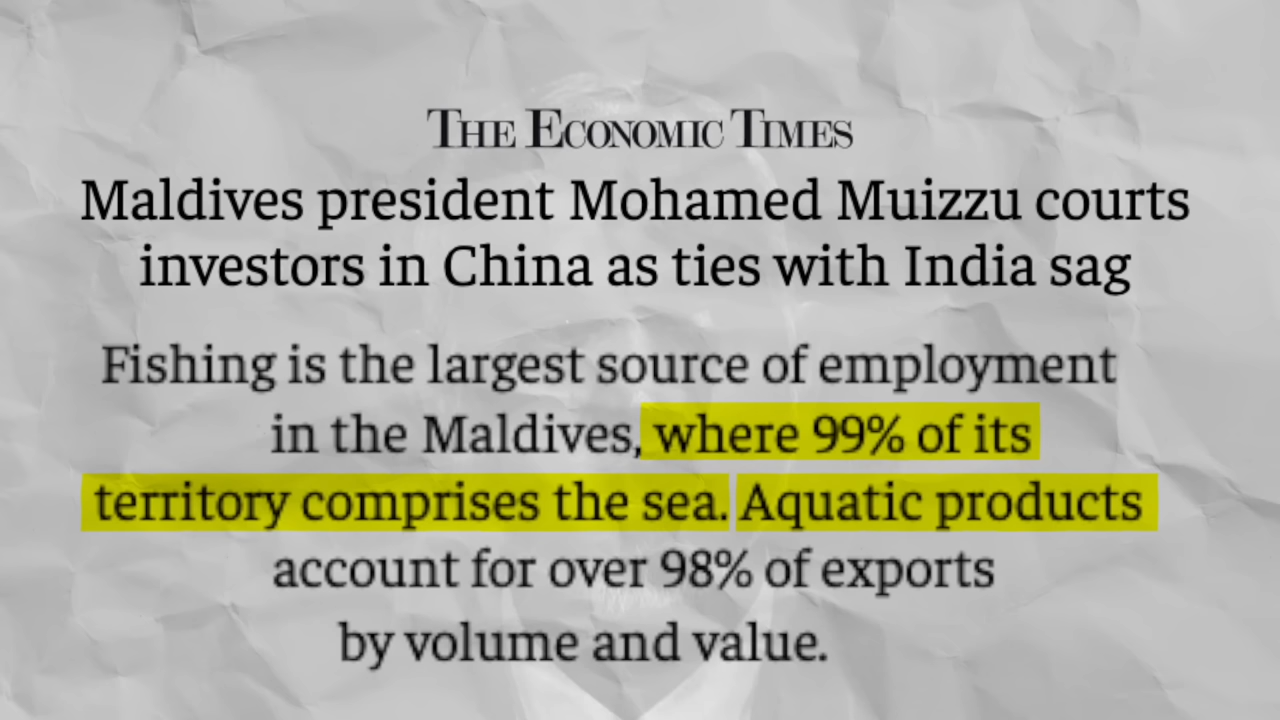 THE ECONOMIC TIMES
Maldives president Mohamed Muizzu courts
investors in China as ties with India sag
Fishing is the largest source of employment
in the Maldives, where 99% of its
territory comprises the sea. Aquatic products
account for over 98% of exports
by volume and value.